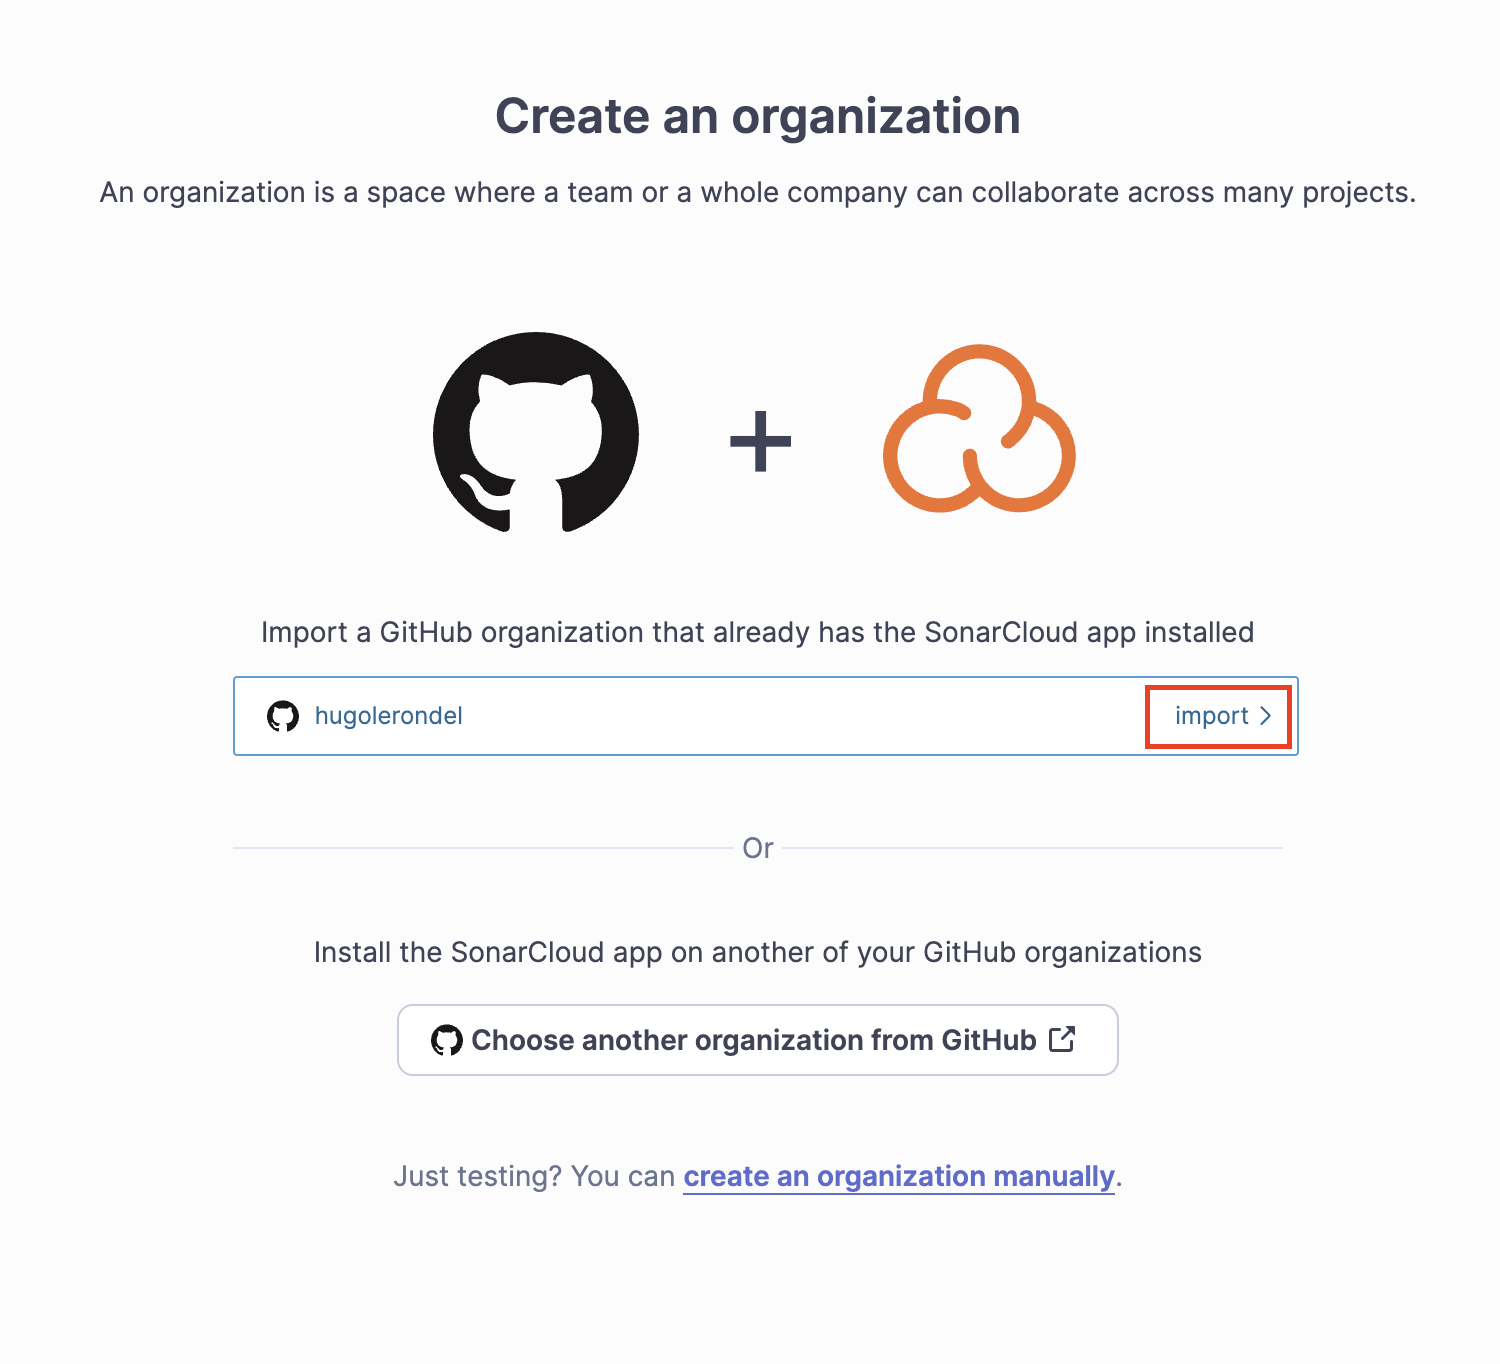 Create an organization
An organization is a space where a team or a whole company can collaborate across many projects.
Import a GitHub organization that already has the SonarCloud app installed
hugolerondel import
Or
Install the SonarCloud app on another of your GitHub organizations
Choose another organization from GitHub
Just testing? You can create an organization manually.